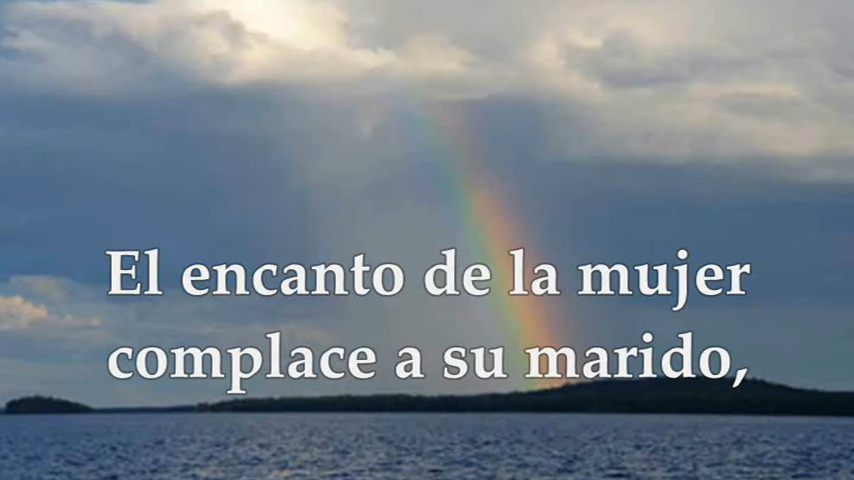 El encanto de la mujer
complace a su marido,